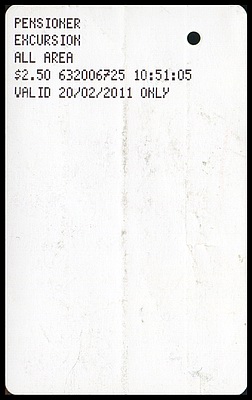 PENSIONER
EXCURSION
ALL AREA
$2.50 632006725 10:51:05
VALID 20/02/2011 ONLY